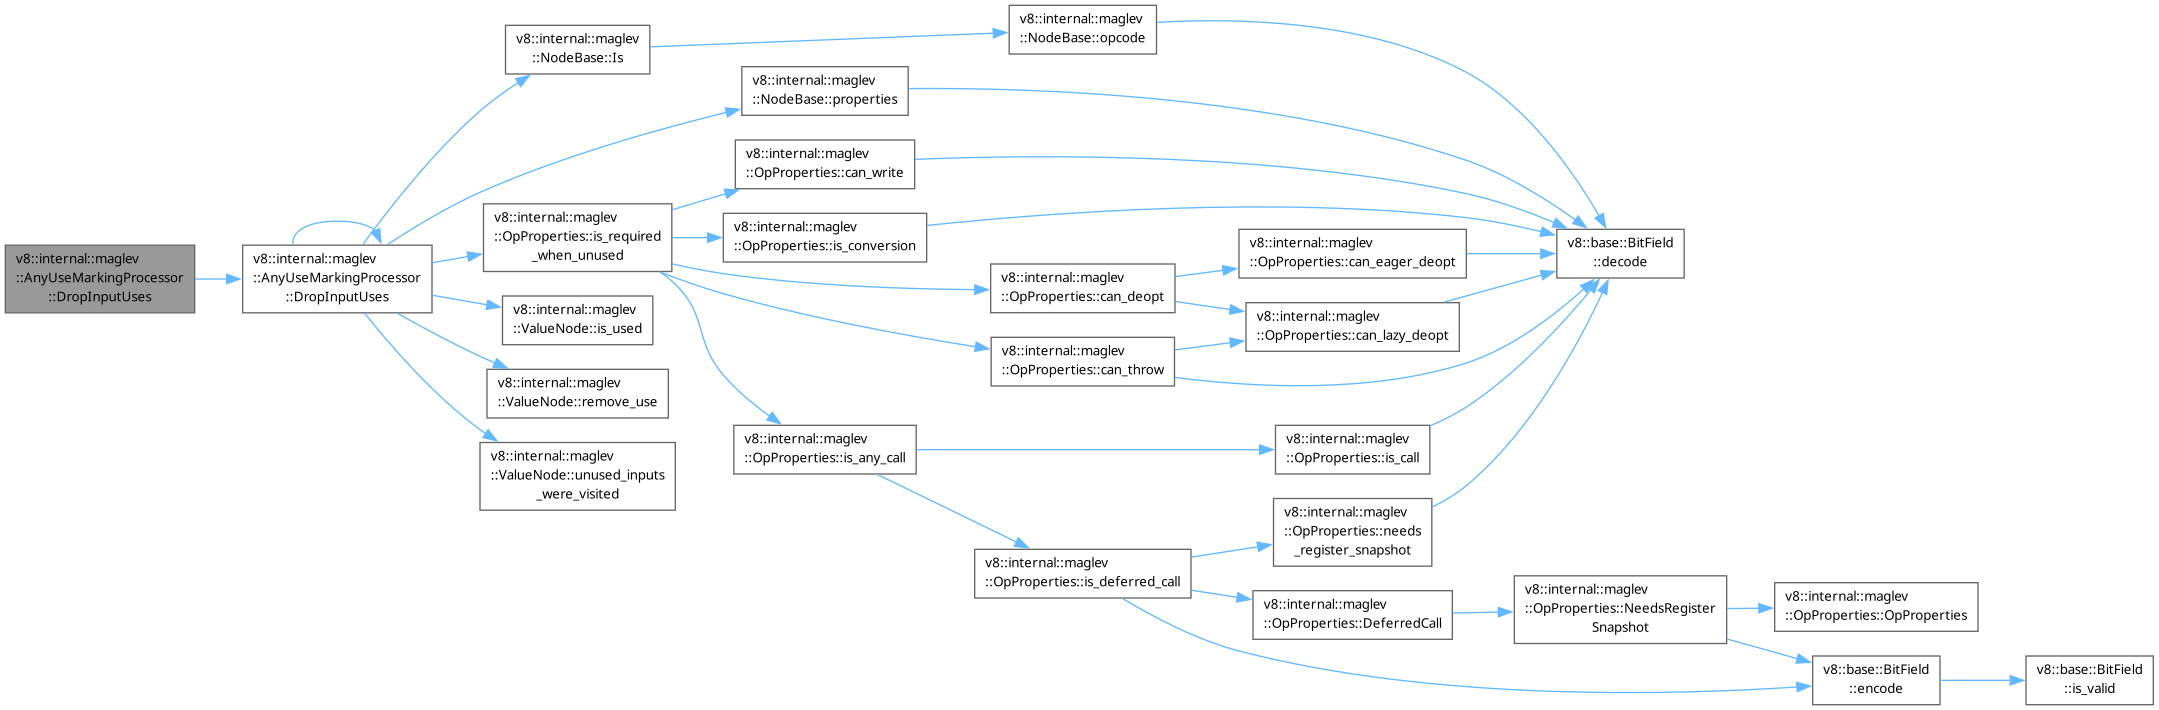 v8::internal::maglev
::AnyUseMarkingProcessor
::DropInputUses
v8::internal::maglev
::AnyUseMarkingProcessor
::DropInputUses
v8::internal::maglev
::NodeBase::Is
v8::internal::maglev
::NodeBase::opcode
v8::internal::maglev
::NodeBase::properties
v8::internal::maglev
::OpProperties::is_required
_when_unused
v8::internal::maglev
::OpProperties::can_write
v8::internal::maglev
::OpProperties::is_conversion
v8::internal::maglev
::OpProperties::can_deopt
v8::internal::maglev
::OpProperties::can_eager_deopt
v8::internal::maglev
::OpProperties::can_lazy_deopt
v8::internal::maglev
::OpProperties::can_throw
v8::base::BitField
::decode
v8::internal::maglev
::ValueNode::is_used
v8::internal::maglev
::ValueNode::remove_use
v8::internal::maglev
::ValueNode::unused_inputs
_were_visited
v8::internal::maglev
::OpProperties::is_any_call
v8::internal::maglev
::OpProperties::is_call
v8::internal::maglev
::OpProperties::is_deferred_call
v8::internal::maglev
::OpProperties::needs
_register_snapshot
v8::internal::maglev
::OpProperties::DeferredCall
v8::internal::maglev
::OpProperties::NeedsRegister
Snapshot
v8::internal::maglev
::OpProperties::OpProperties
v8::base::BitField
::encode
v8::base::BitField
::is_valid